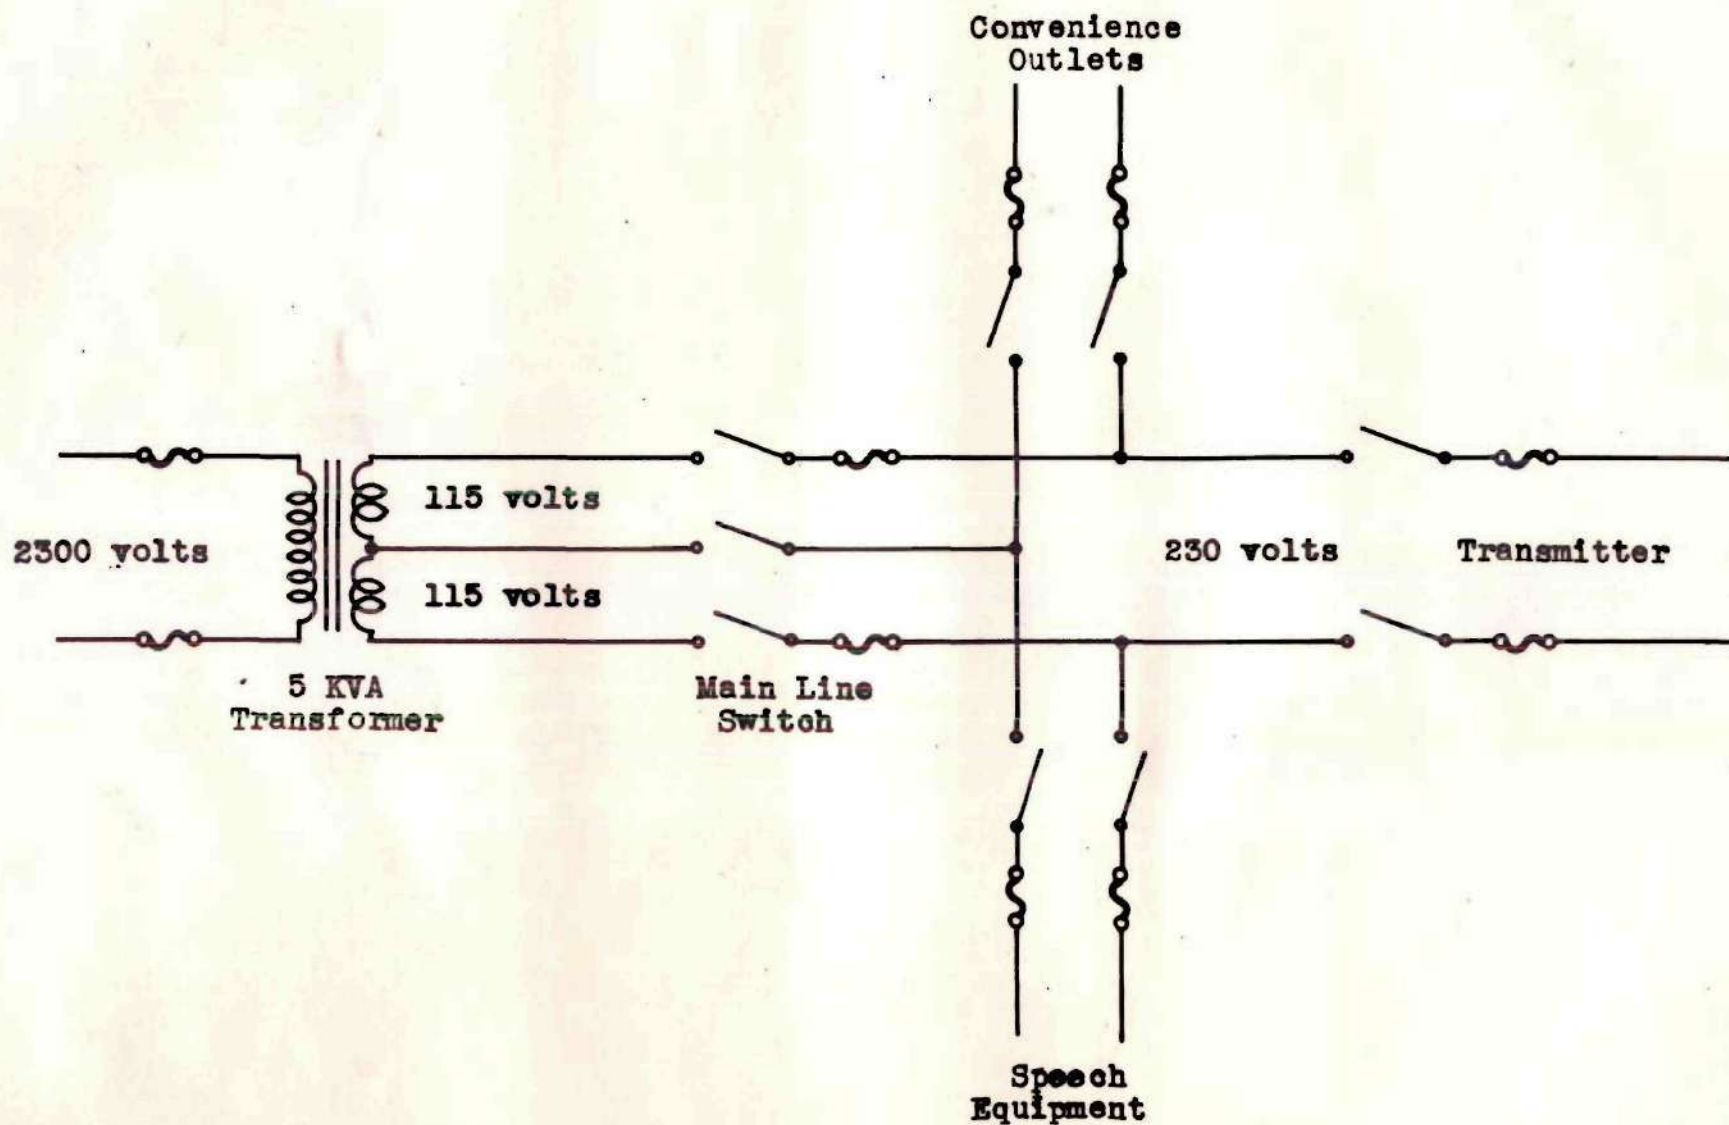 Convenience
Outlets
115 volts
2300 volts
230 volts
Transmitter
115 volts
5 KVA
Transformer
Main Line
Switch
Speech
Equipment